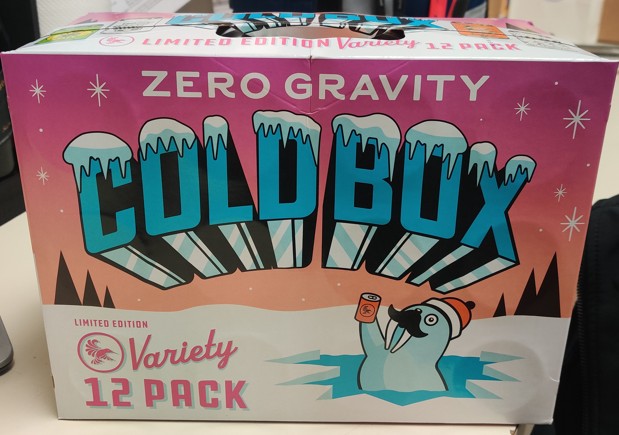 LIMITED EDITION Variety 12 PACK
ZERO GRAVITY
COLD BOX
LIMITED EDITION
Variety
12 PACK